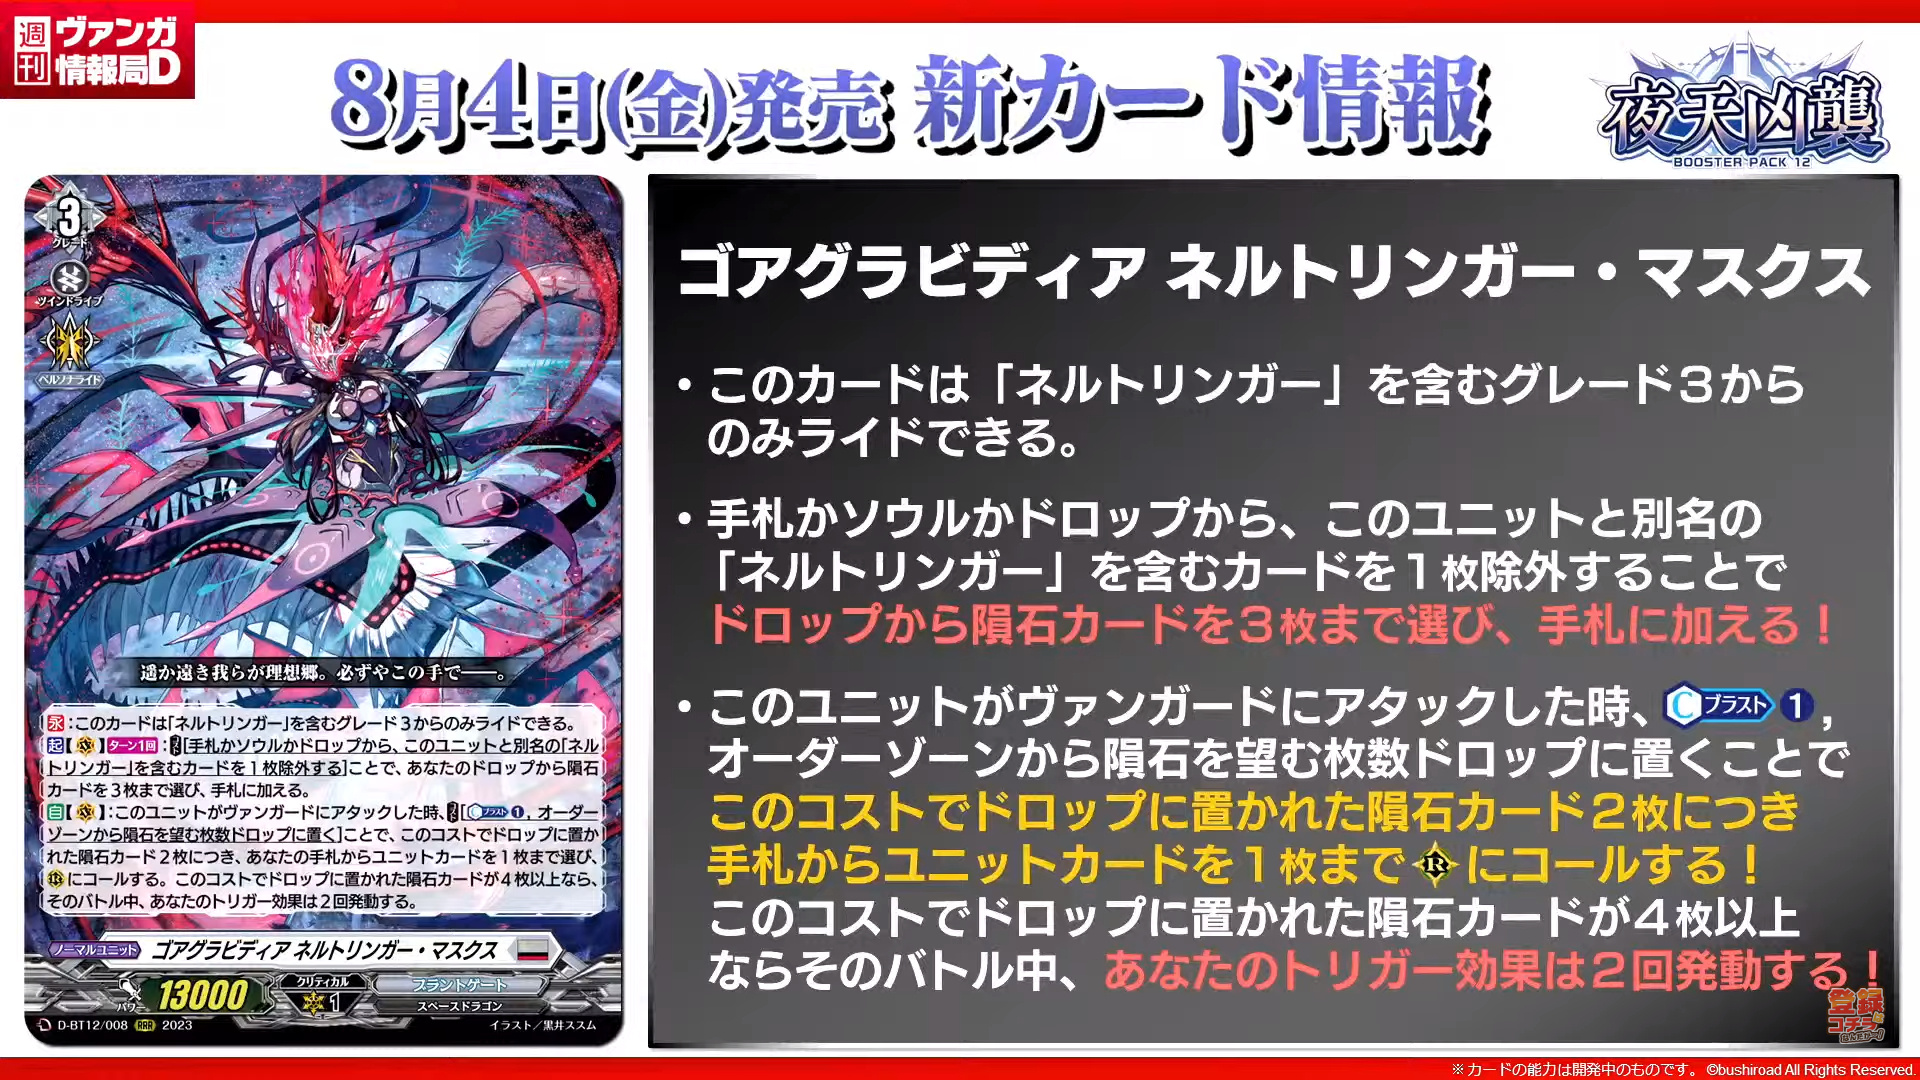 週刊
ヴァンガ
情報局D
8月4日(金)発売 新カード情報
夜天凶襲
BOOSTER PACK 12
3
グレード
ツインドライブ
ペルソナライド
遥か遠き我らが理想郷。必ずやこの手で――。
永:このカードは「ネルトリンガー」を含むグレード3からのみライドできる。
起【】ターン1回:[手札かソウルかドロップから、このユニットと別名の「ネル
トリンガー」を含むカードを1枚除外する]ことで、あなたのドロップから隕石
カードを3枚まで選び、手札に加える。
自【】:このユニットがヴァンガードにアタックした時、[Cブラスト1, オーダー
ゾーンから隕石を望む枚数ドロップに置く]ことで、このコストでドロップに置か
れた隕石カード2枚につき、あなたの手札からユニットカードを1枚まで選び、
Rにコールする。このコストでドロップに置かれた隕石カードが4枚以上なら、
そのバトル中、あなたのトリガー効果は2回発動する。
ノーマルユニット ゴアグラビディア ネルトリンガー・マスクス
パワー 13000 クリティカル 1 ブラントゲート
スペースドラゴン
D-BT12/008 RRR 2023 イラスト/黒井ススム
ゴアグラビディア ネルトリンガー・マスクス
・このカードは「ネルトリンガー」を含むグレード3から
のみライドできる。
・手札かソウルかドロップから、このユニットと別名の
「ネルトリンガー」を含むカードを1枚除外することで
ドロップから隕石カードを3枚まで選び、手札に加える!
・このユニットがヴァンガードにアタックした時、Cブラスト1,
オーダーゾーンから隕石を望む枚数ドロップに置くことで
このコストでドロップに置かれた隕石カード2枚につき
手札からユニットカードを1枚までRにコールする!
このコストでドロップに置かれた隕石カードが4枚以上
ならそのバトル中、あなたのトリガー効果は2回発動する!
登録
コチラ
※カードの能力は開発中のものです。 ©bushiroad All Rights Reserved.